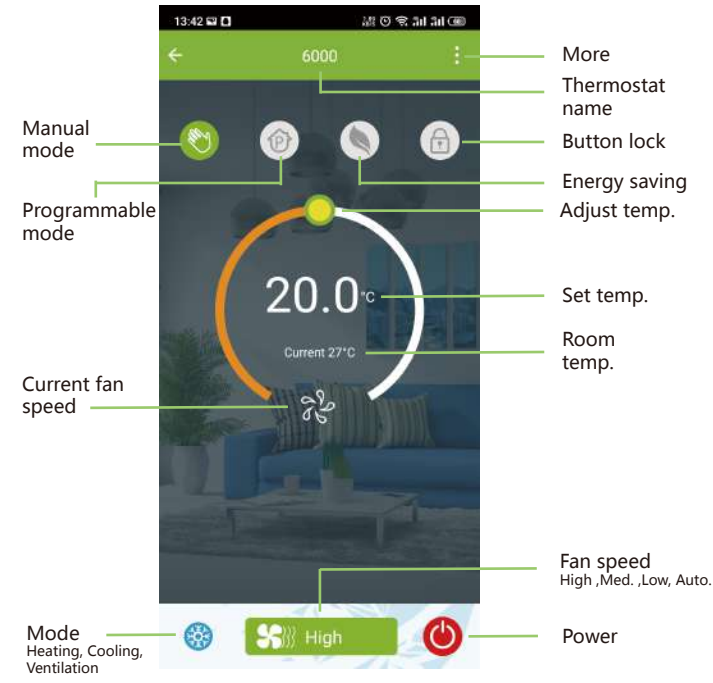 13:42
6000
More
Thermostat
name
Manual
mode
Button lock
Energy saving
Programmable
mode
Adjust temp.
20.0°C
Set temp.
Current 27°C
Room
temp.
Current fan
speed
Fan speed
High ,Med. ,Low, Auto.
Mode
Heating, Cooling,
Ventilation
High
Power
P